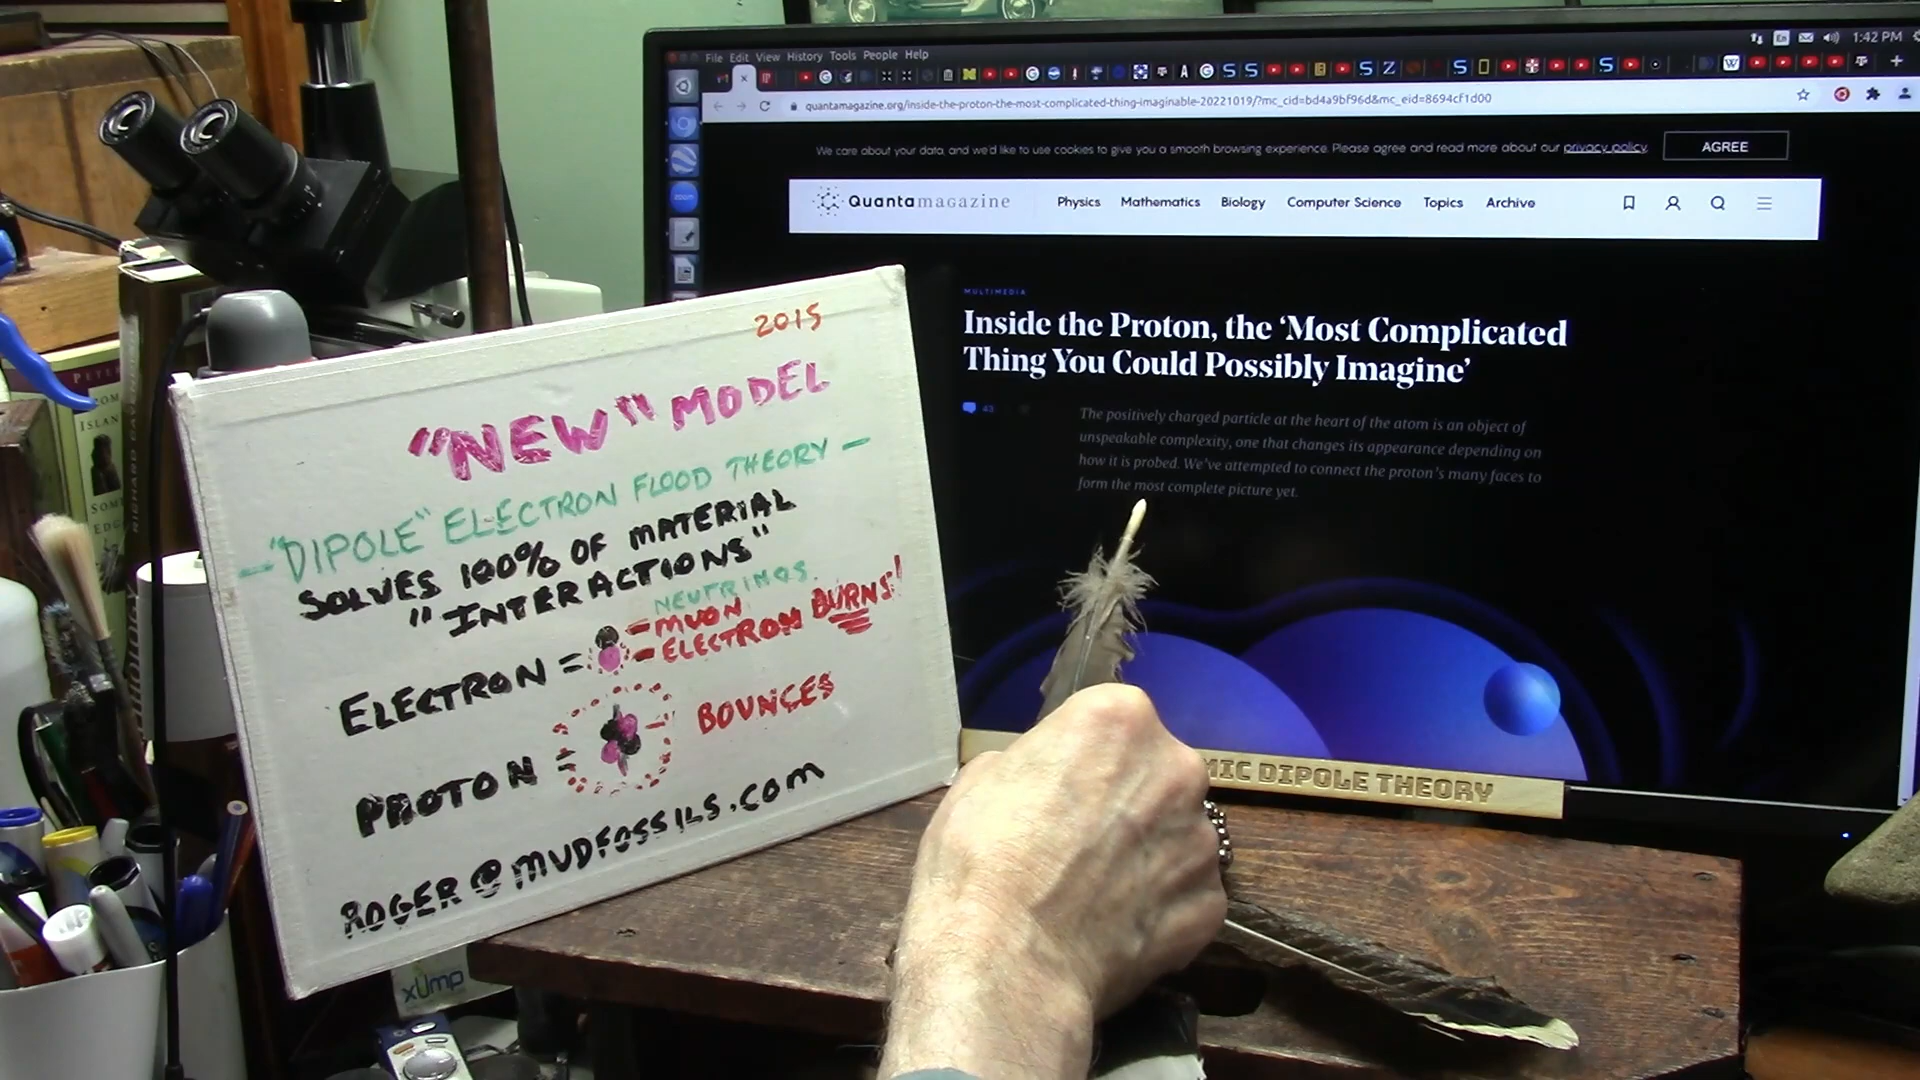 File Edit View History Tools People Help
1:42 PM
quantamagazine.org/inside-the-proton-the-most-complicated-thing-imaginable-20221019/?mc_cid=bd4a9bf96d&mc_eid=8694cf1d00
We care about your data, and we'd like to use cookies to give you a smooth browsing experience. Please agree and read more about our privacy policy.
AGREE
Quantamagazine
Physics Mathematics Biology Computer Science Topics Archive
MULTIMEDIA
Inside the Proton, the ‘Most Complicated
Thing You Could Possibly Imagine’
43
The positively charged particle at the heart of the atom is an object of
unspeakable complexity, one that changes its appearance depending on
how it is probed. We've attempted to connect the proton's many faces to
form the most complete picture yet.
MIC DIPOLE THEORY
2015
"NEW" MODEL
- "DIPOLE" ELECTRON FLOOD THEORY -
SOLVES 100% OF MATERIAL
"INTERACTIONS"
NEUTRINOS.
= MUON
ELECTRON = - ELECTRON BURNS!
PROTON = BOUNCES
ROGER@MUDFOSSILS.COM
xUmp
zoom